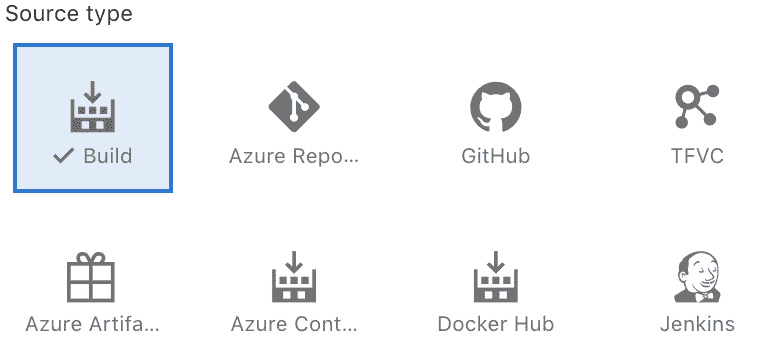 Source type
Build
Azure Repo...
GitHub
TFVC
Azure Artifa...
Azure Cont...
Docker Hub
Jenkins